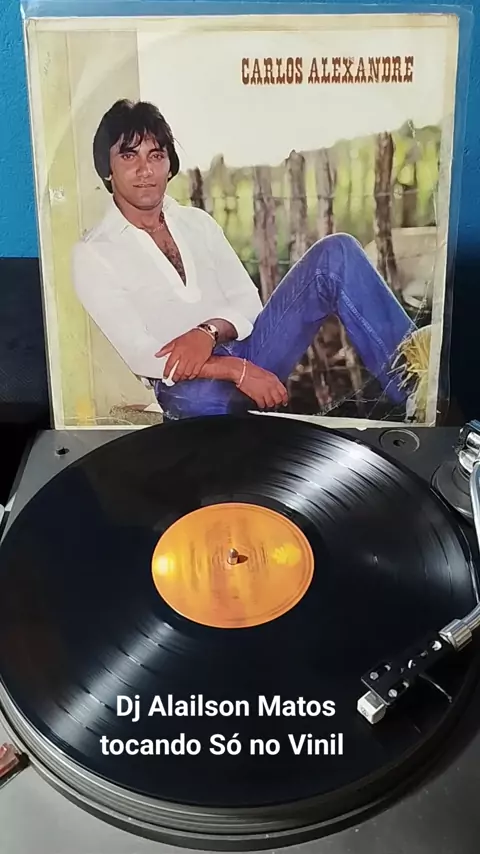 CARLOS ALEXANDRE
Dj Alailson Matos
tocando Só no Vinil